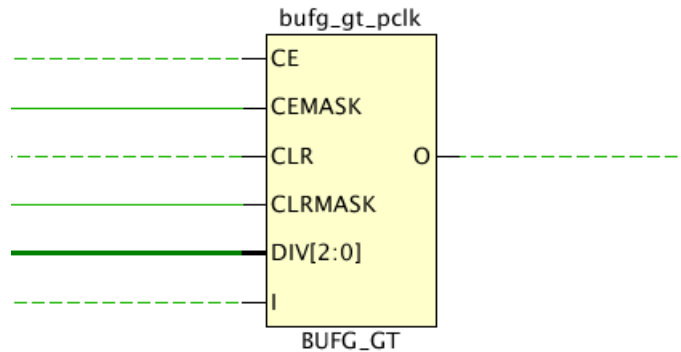 bufg_gt_pclk
CE
CEMASK
CLR
O
CLRMASK
DIV[2:0]
I
BUFG_GT